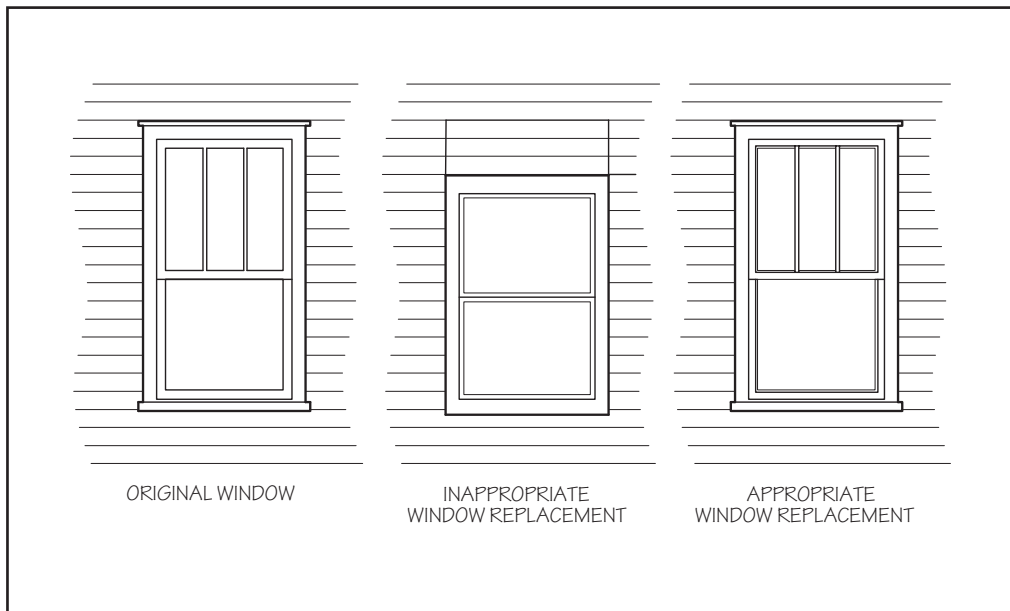 ORIGINAL WINDOW
INAPPROPRIATE
WINDOW REPLACEMENT
APPROPRIATE
WINDOW REPLACEMENT